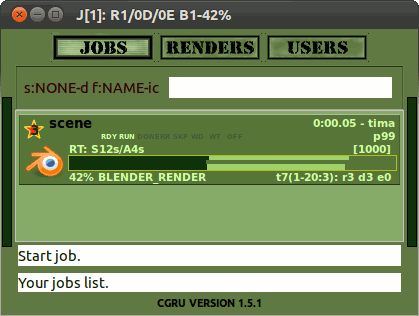 J[1]: R1/0D/0E B1-42%
JOBS RENDERS USERS
s:NONE-d f:NAME-ic
3 scene 0:00.05 - tima
RDY RUN DON ERR SKP WD WT OFF p99
RT: S12s/A4s [1000]
42% BLENDER_RENDER t7(1-20:3): r3 d3 e0
Start job.
Your jobs list.
CGRU VERSION 1.5.1